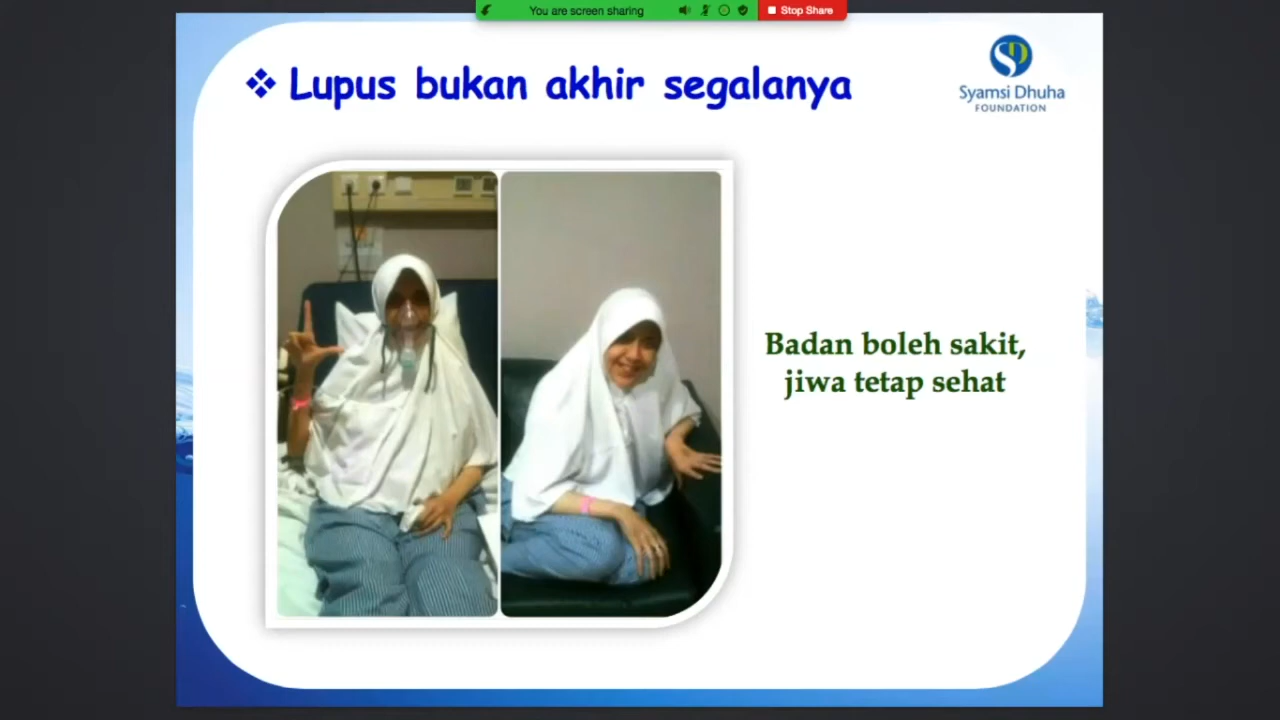 You are screen sharing
Stop Share
Lupus bukan akhir segalanya
Syamsi Dhuha
FOUNDATION
Badan boleh sakit,
jiwa tetap sehat